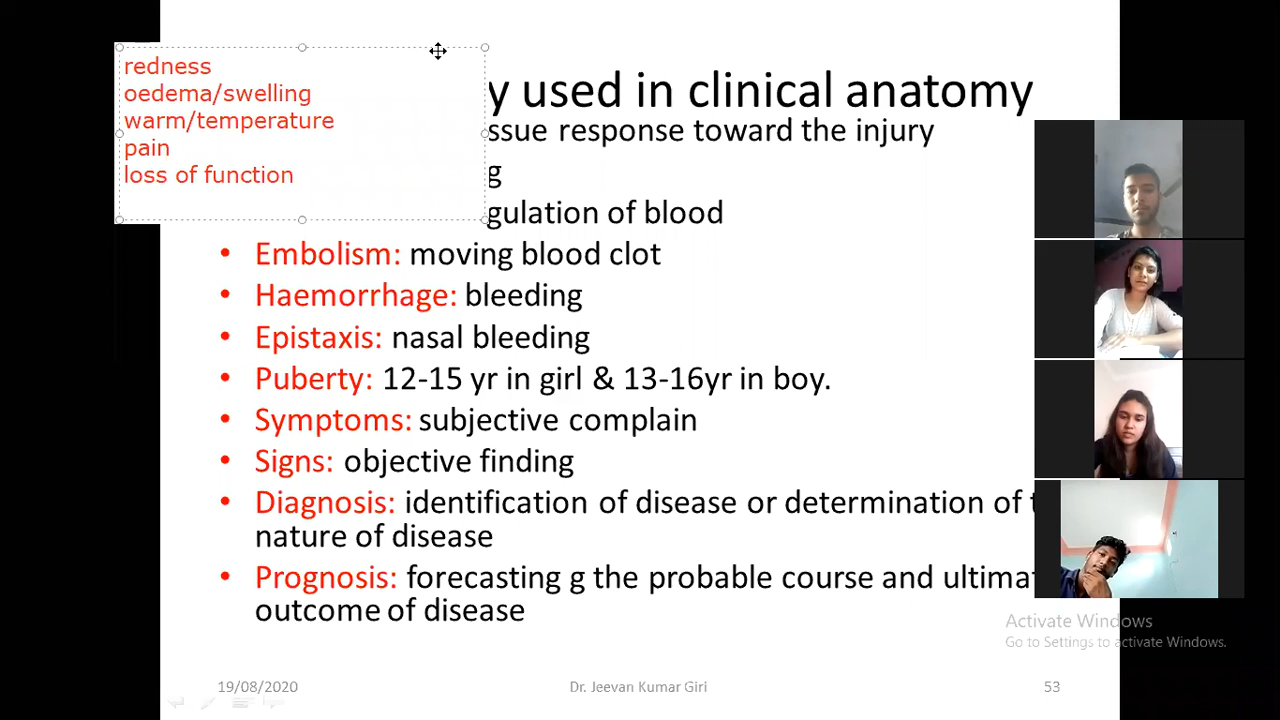 redness
oedema/swelling
warm/temperature
pain
loss of function
used in clinical anatomy
response toward the injury
of blood
• Embolism: moving blood clot
• Haemorrhage: bleeding
• Epistaxis: nasal bleeding
• Puberty: 12-15 yr in girl & 13-16yr in boy.
• Symptoms: subjective complain
• Signs: objective finding
• Diagnosis: identification of disease or determination of
nature of disease
• Prognosis: forecasting g the probable course and
outcome of disease
Activate Windows
Go to Settings to activate Windows.
19/08/2020
Dr. Jeevan Kumar Giri
53